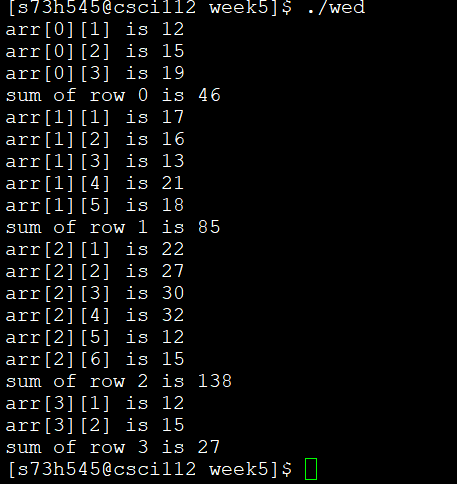 [s73h545@csci112 week5]$ ./wed
arr[0][1] is 12
arr[0][2] is 15
arr[0][3] is 19
sum of row 0 is 46
arr[1][1] is 17
arr[1][2] is 16
arr[1][3] is 13
arr[1][4] is 21
arr[1][5] is 18
sum of row 1 is 85
arr[2][1] is 22
arr[2][2] is 27
arr[2][3] is 30
arr[2][4] is 32
arr[2][5] is 12
arr[2][6] is 15
sum of row 2 is 138
arr[3][1] is 12
arr[3][2] is 15
sum of row 3 is 27
[s73h545@csci112 week5]$